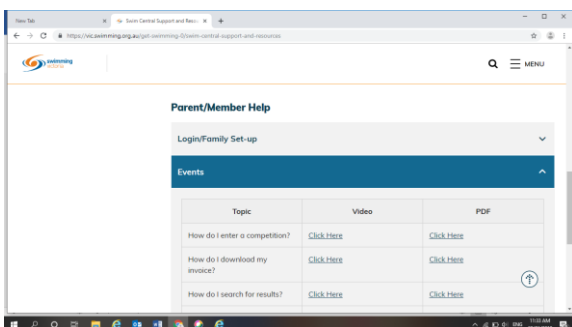 New Tab
Swim Central Support and Resou
https://vic.swimming.org.au/get-swimming-0/swim-central-support-and-resources
swimming
MENU
Parent/Member Help
Login/Family Set-up
Events
Topic Video PDF
How do I enter a competition? Click Here Click Here
How do I download my Click Here Click Here
invoice?
How do I search for results? Click Here Click Here
ENG